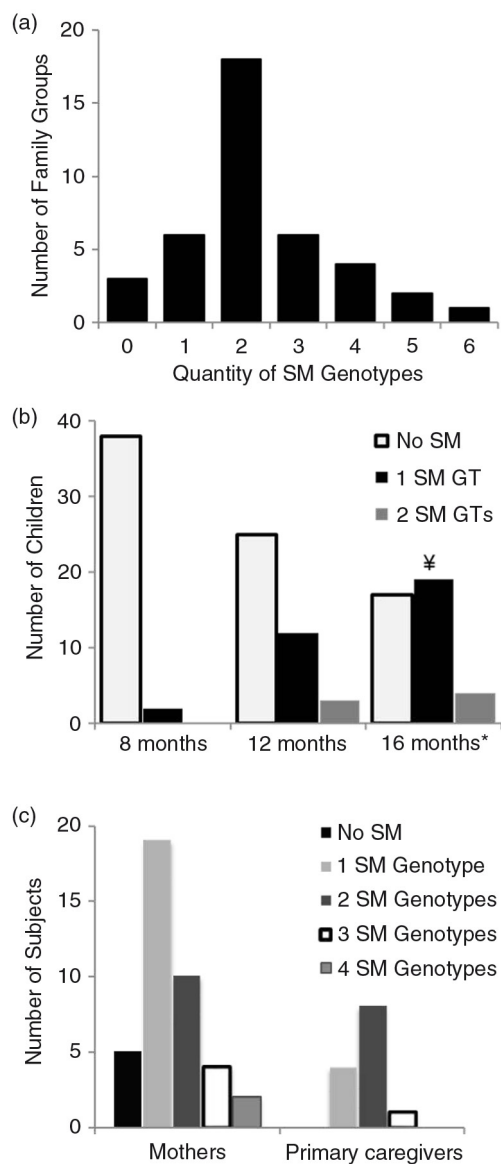 (a)
20
15
10
5
0
Number of Family Groups
0 1 2 3 4 5 6
Quantity of SM Genotypes
(b)
40
30
20
10
0
Number of Children
No SM
1 SM GT
2 SM GTs
¥
8 months 12 months 16 months*
(c)
20
15
10
5
0
Number of Subjects
No SM
1 SM Genotype
2 SM Genotypes
3 SM Genotypes
4 SM Genotypes
Mothers Primary caregivers